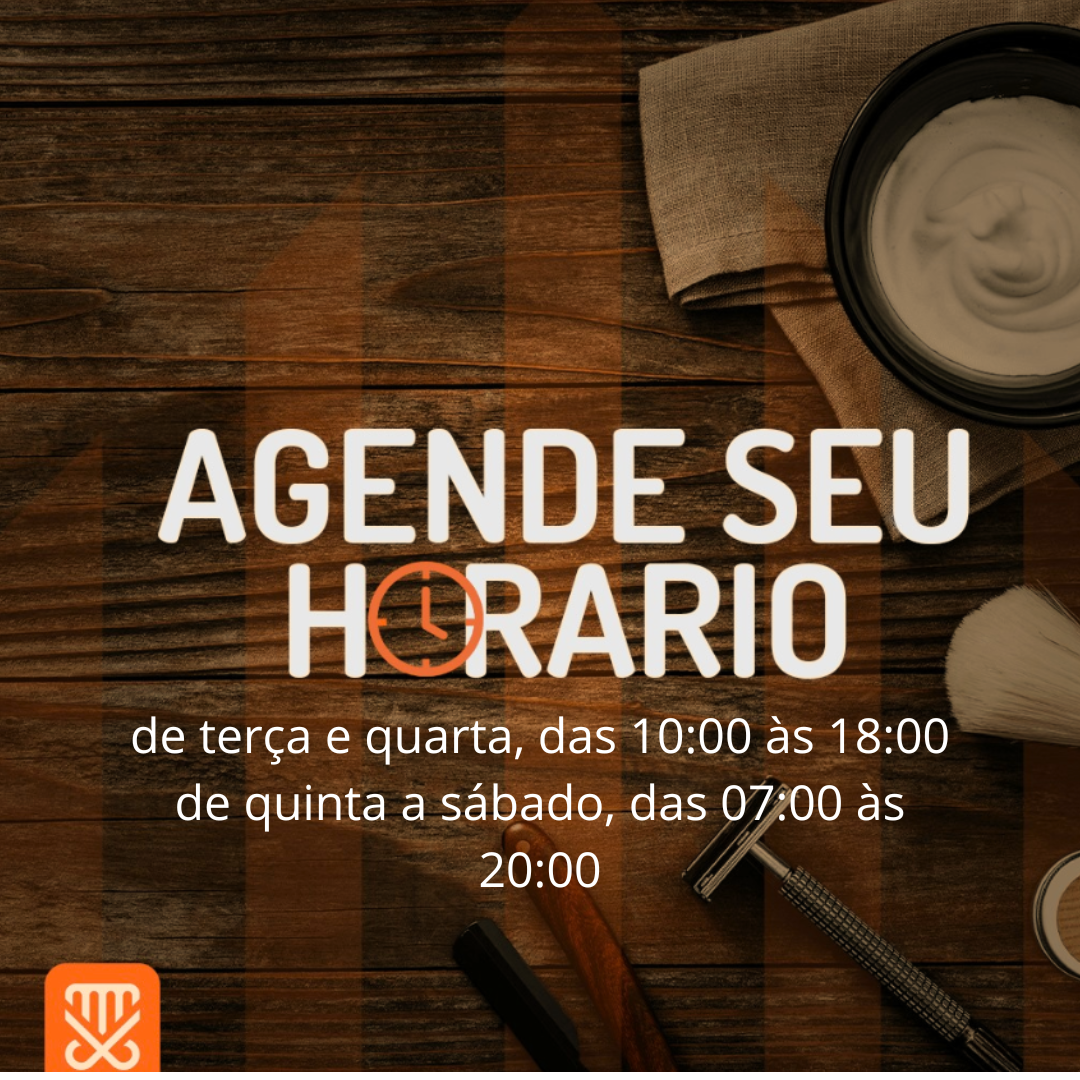 AGENDE SEU
HORARIO
de terça e quarta, das 10:00 às 18:00
de quinta a sábado, das 07:00 às
20:00